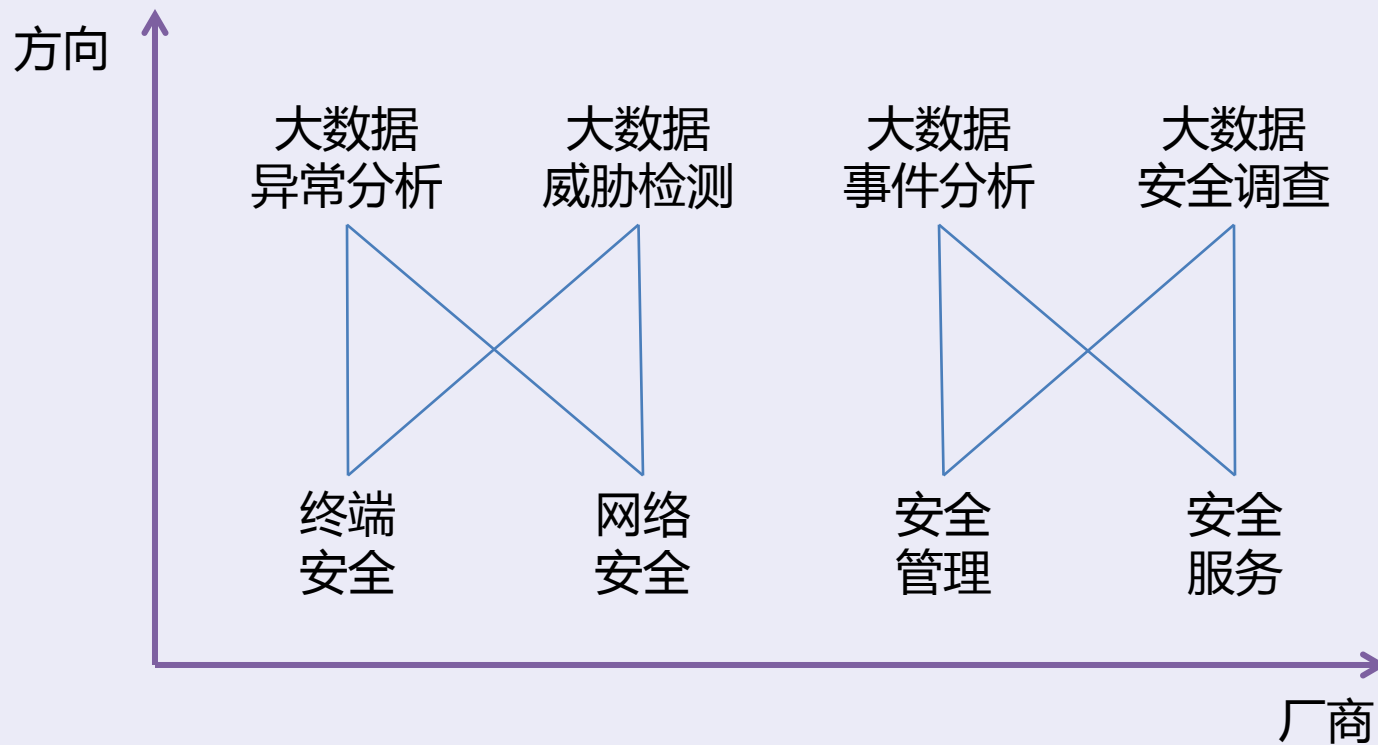 方向
大数据
异常分析
大数据
威胁检测
大数据
事件分析
大数据
安全调查
终端
安全
网络
安全
安全
管理
安全
服务
厂商